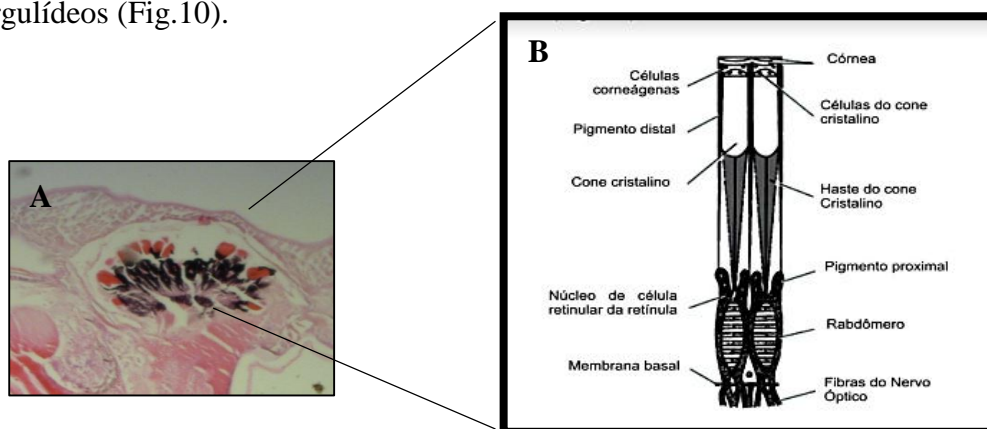 rgulídeos (Fig.10).
A
B
Células
corneágenas
Pigmento distal
Cone cristalino
Núcleo de célula
retinular da retínula
Membrana basal
Córnea
Células do cone
cristalino
Haste do cone
Cristalino
Pigmento proximal
Rabdômero
Fibras do Nervo
Óptico